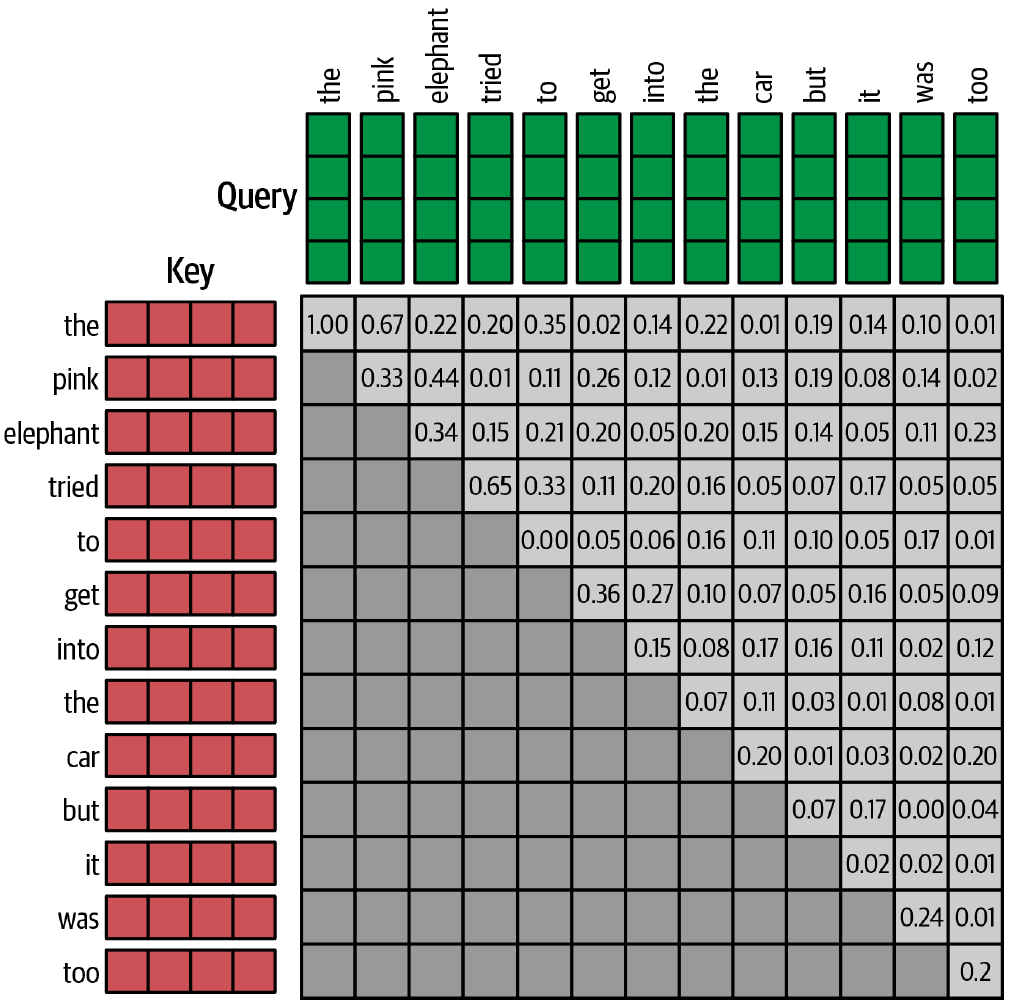 the pink elephant tried to get into the car but it was too
Query
Key
the 1.00 0.67 0.22 0.20 0.35 0.02 0.14 0.22 0.01 0.19 0.14 0.10 0.01
pink 0.33 0.44 0.01 0.11 0.26 0.12 0.01 0.13 0.19 0.08 0.14 0.02
elephant 0.34 0.15 0.21 0.20 0.05 0.20 0.15 0.14 0.05 0.11 0.23
tried 0.65 0.33 0.11 0.20 0.16 0.05 0.07 0.17 0.05 0.05
to 0.00 0.05 0.06 0.16 0.11 0.10 0.05 0.17 0.01
get 0.36 0.27 0.10 0.07 0.05 0.16 0.05 0.09
into 0.15 0.08 0.17 0.16 0.11 0.02 0.12
the 0.07 0.11 0.03 0.01 0.08 0.01
car 0.20 0.01 0.03 0.02 0.20
but 0.07 0.17 0.00 0.04
it 0.02 0.02 0.01
was 0.24 0.01
too 0.2